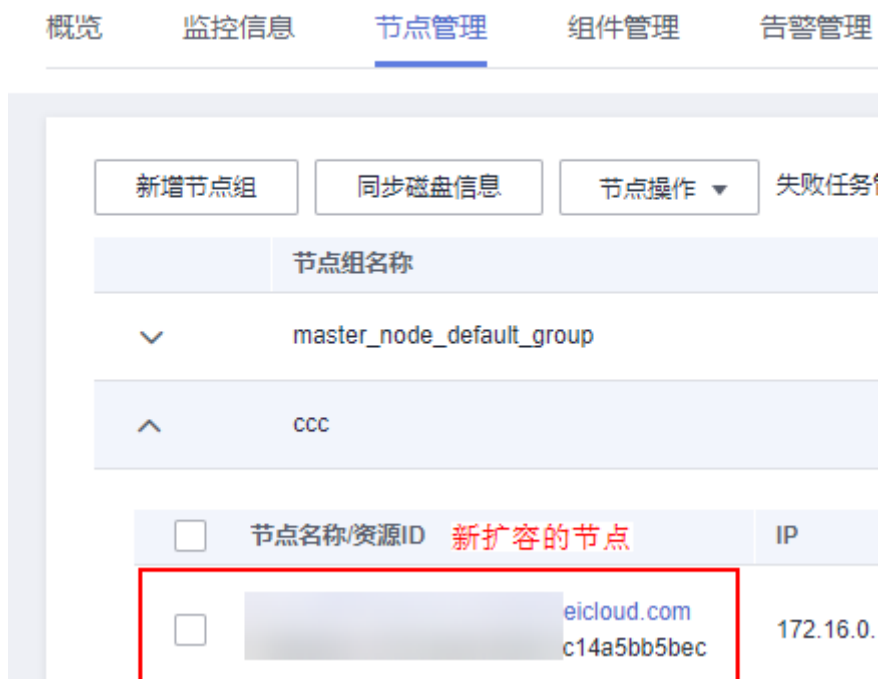 概览 监控信息 节点管理 组件管理 告警管理
新增节点组 同步磁盘信息 节点操作 失败任务
节点组名称
master_node_default_group
ccc
节点名称/资源ID 新扩容的节点 IP
eicloud.com
c14a5bb5bec
172.16.0.